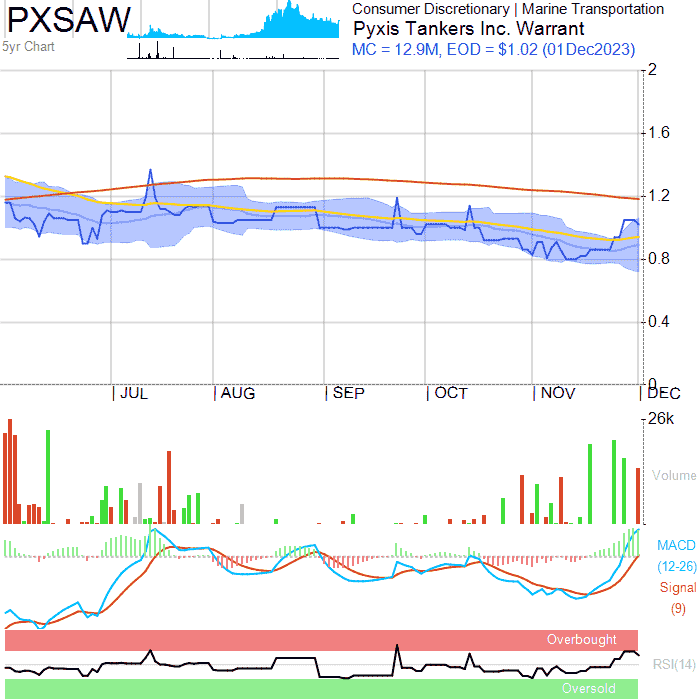 PXSAW
5yr Chart
Consumer Discretionary | Marine Transportation
Pyxis Tankers Inc. Warrant
MC = 12.9M, EOD = $1.02 (01Dec2023)
2
1.6
1.2
0.8
0.4
0
JUL AUG SEP OCT NOV DEC
26k
Volume
MACD
(12-26)
Signal
(9)
Overbought
RSI(14)
Oversold